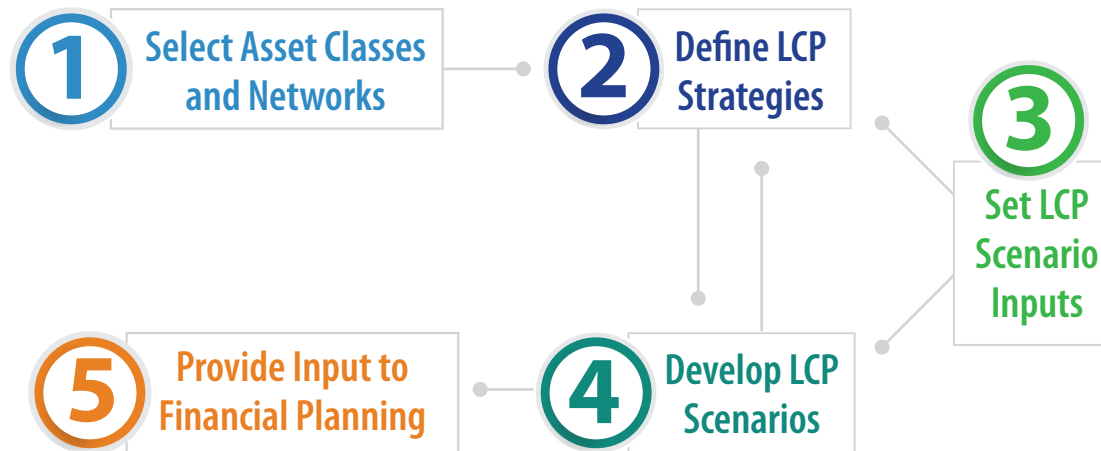 1
Select Asset Classes
and Networks
2
Define LCP
Strategies
3
Set LCP
Scenario
Inputs
4
Develop LCP
Scenarios
5
Provide Input to
Financial Planning